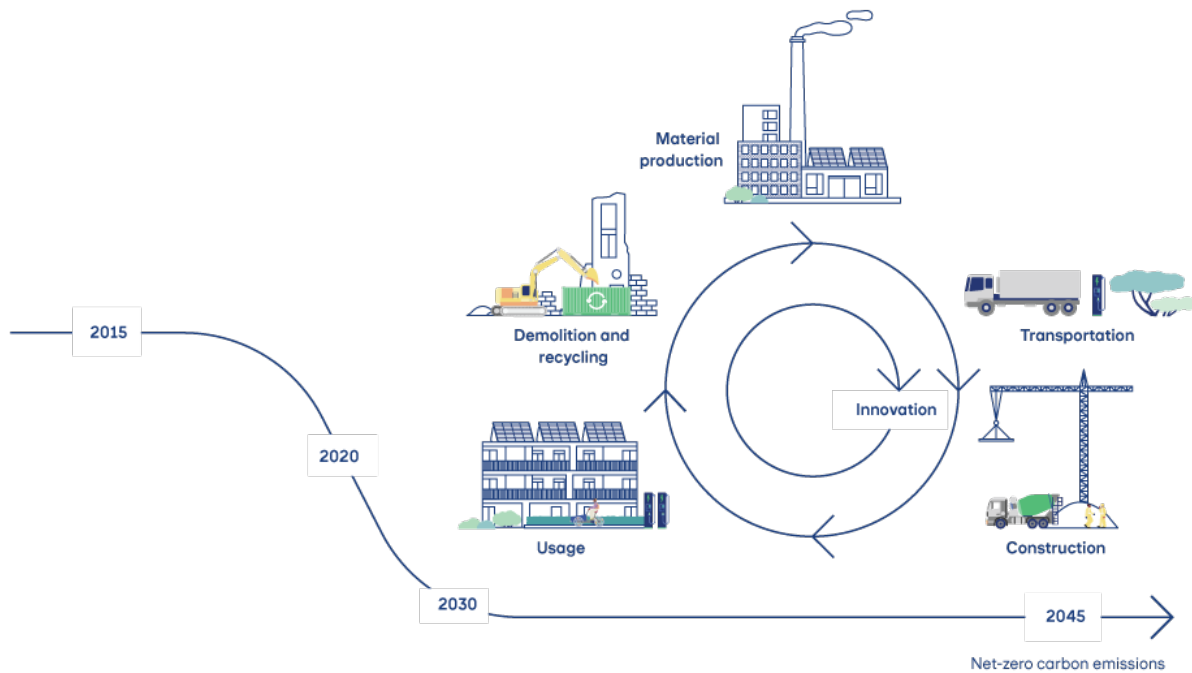 Material
production
Demolition and
recycling
Transportation
2015
Innovation
2020
Usage
Construction
2030
2045
Net-zero carbon emissions